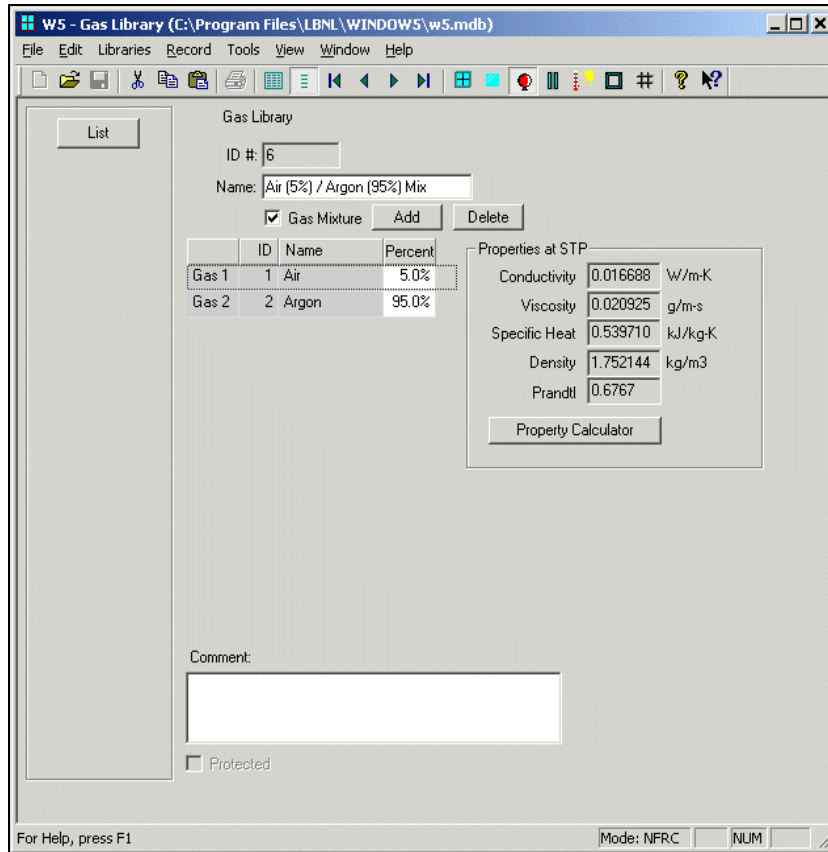 W5 - Gas Library (C:\Program Files\LBNL\WINDOW5\w5.mdb)
File Edit Libraries Record Tools View Window Help
List
Gas Library
ID #: 6
Name: Air (5%) / Argon (95%) Mix
Gas Mixture Add Delete
ID Name Percent
Gas 1 1 Air 5.0%
Gas 2 2 Argon 95.0%
Properties at STP
Conductivity 0.016688 W/m-K
Viscosity 0.020925 g/m-s
Specific Heat 0.539710 kJ/kg-K
Density 1.752144 kg/m3
Prandtl 0.6767
Property Calculator
Comment:
Protected
For Help, press F1 Mode: NFRC NUM